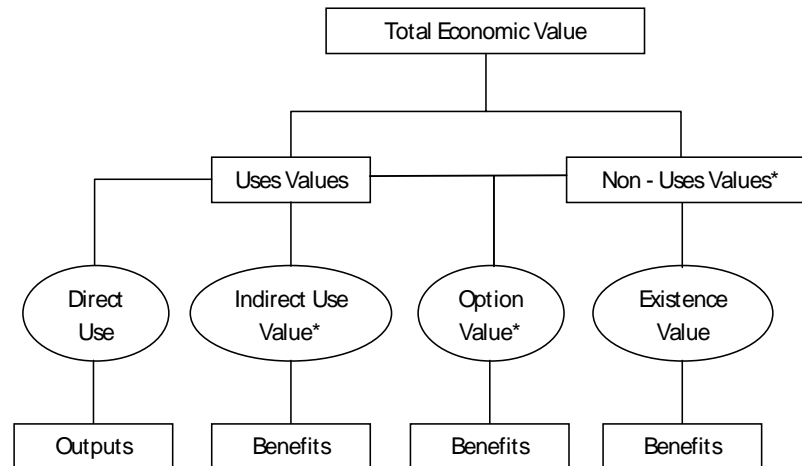 Total Economic Value
Uses Values
Non - Uses Values*
Direct
Use
Indirect Use
Value*
Option
Value*
Existence
Value
Outputs
Benefits
Benefits
Benefits